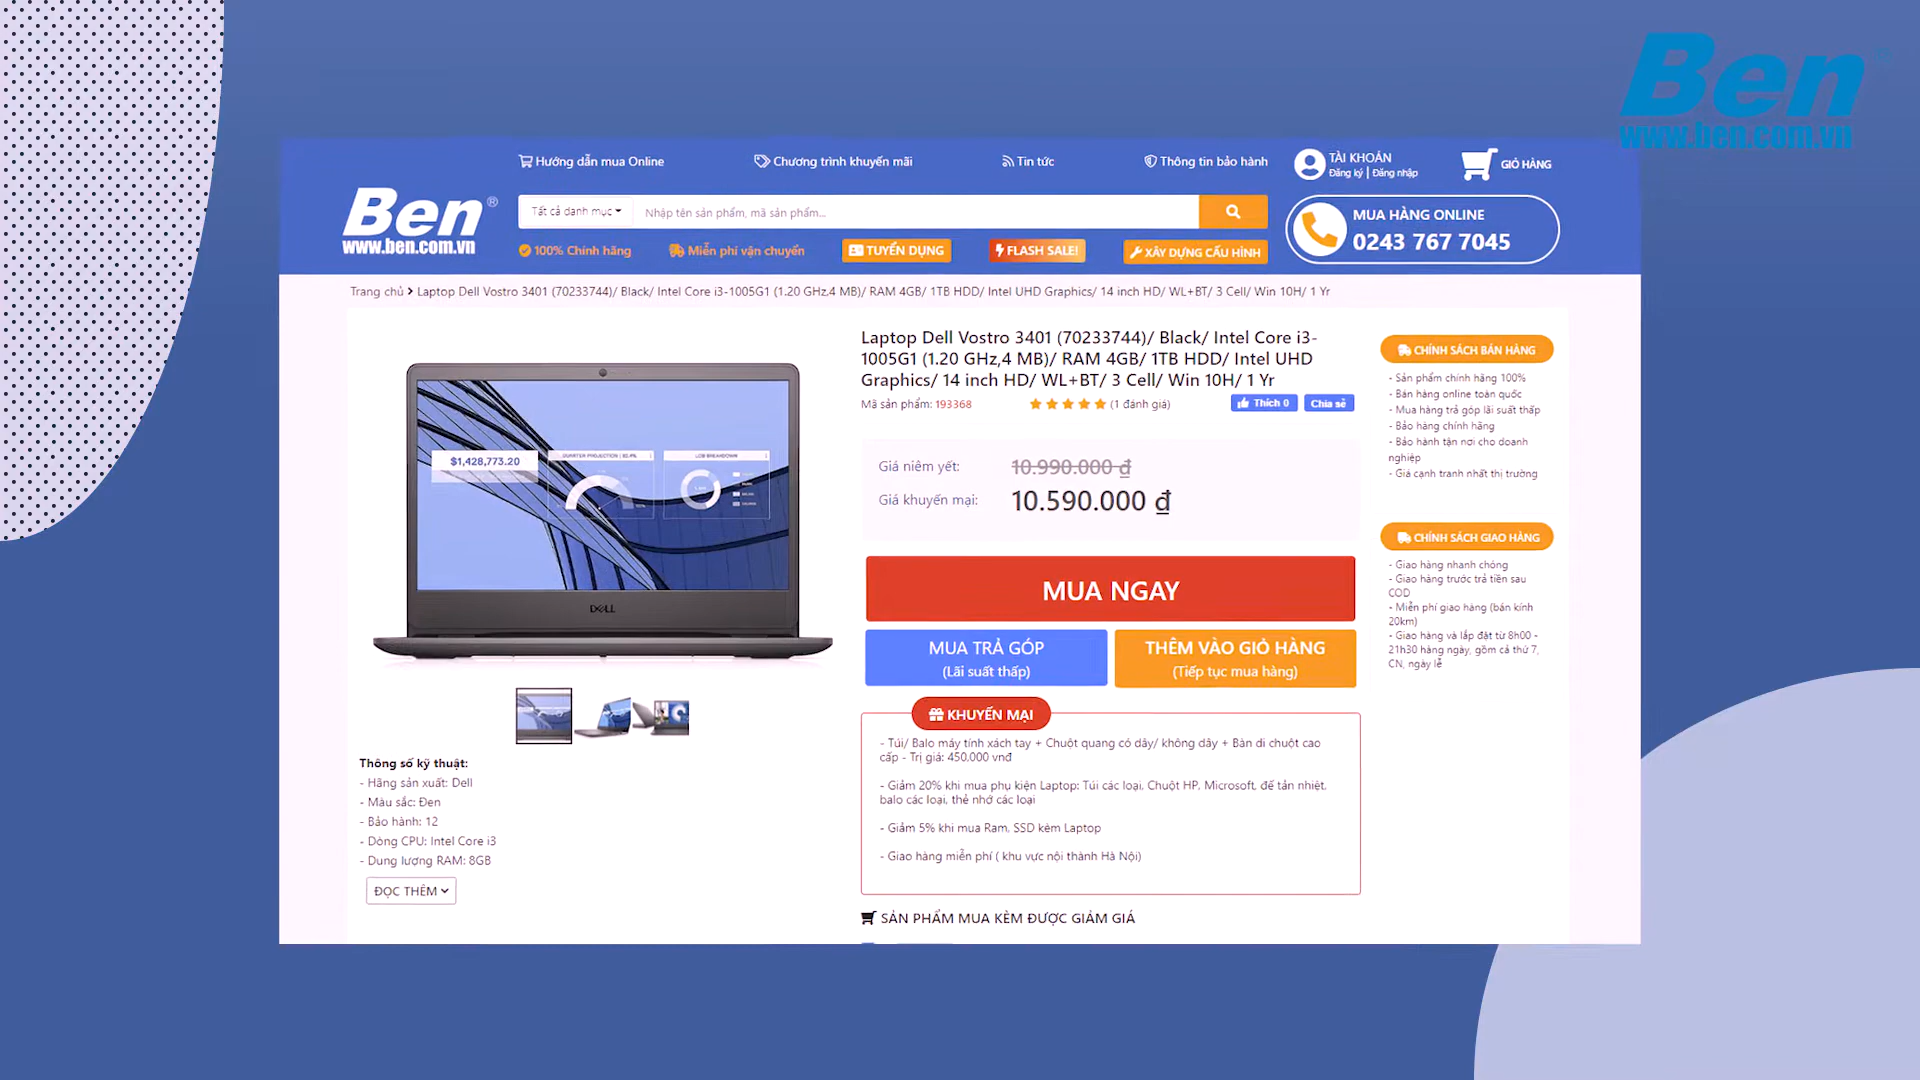 Ben
www.ben.com.vn
Hướng dẫn mua Online
Chương trình khuyến mãi
Tin tức
Thông tin bảo hành
TÀI KHOẢN
Đăng ký | Đăng nhập
GIỎ HÀNG
Ben®
www.ben.com.vn
Tất cả danh mục
Nhập tên sản phẩm, mã sản phẩm...
MUA HÀNG ONLINE
0243 767 7045
100% Chính hãng
Miễn phí vận chuyển
TUYỂN DỤNG
FLASH SALE!
XÂY DỰNG CẤU HÌNH
Trang chủ > Laptop Dell Vostro 3401 (70233744)/ Black/ Intel Core i3-1005G1 (1.20 GHz,4 MB)/ RAM 4GB/ 1TB HDD/ Intel UHD Graphics/ 14 inch HD/ WL+BT/ 3 Cell/ Win 10H/ 1 Yr
$1,428,773.20
LOB BREAKDOWN
DELL
Thông số kỹ thuật:
- Hãng sản xuất: Dell
- Màu sắc: Đen
- Bảo hành: 12
- Dòng CPU: Intel Core i3
- Dung lượng RAM: 8GB
ĐỌC THÊM
Laptop Dell Vostro 3401 (70233744)/ Black/ Intel Core i3-
1005G1 (1.20 GHz,4 MB)/ RAM 4GB/ 1TB HDD/ Intel UHD
Graphics/ 14 inch HD/ WL+BT/ 3 Cell/ Win 10H/ 1 Yr
Mã sản phẩm: 193368
(1 đánh giá)
Thích 0
Chia sẻ
Giá niêm yết: 10.990.000 ₫
Giá khuyến mại: 10.590.000 ₫
MUA NGAY
MUA TRẢ GÓP
(Lãi suất thấp)
THÊM VÀO GIỎ HÀNG
(Tiếp tục mua hàng)
KHUYẾN MẠI
- Túi/ Balo máy tính xách tay + Chuột quang có dây/ không dây + Bàn di chuột cao
cấp - Trị giá: 450,000 vnđ
- Giảm 20% khi mua phụ kiện Laptop: Túi các loại, Chuột HP, Microsoft, đế tản nhiệt,
balo các loại, thẻ nhớ các loại
- Giảm 5% khi mua Ram, SSD kèm Laptop
- Giao hàng miễn phí ( khu vực nội thành Hà Nội)
SẢN PHẨM MUA KÈM ĐƯỢC GIẢM GIÁ
CHÍNH SÁCH BÁN HÀNG
- Sản phẩm chính hãng 100%
- Bán hàng online toàn quốc
- Mua hàng trả góp lãi suất thấp
- Bảo hàng chính hãng
- Bảo hành tận nơi cho doanh
nghiệp
- Giá cạnh tranh nhất thị trường
CHÍNH SÁCH GIAO HÀNG
- Giao hàng nhanh chóng
- Giao hàng trước trả tiền sau
COD
- Miễn phí giao hàng (bán kính
20km)
- Giao hàng và lắp đặt từ 8h00 -
21h30 hàng ngày, gồm cả thứ 7,
CN, ngày lễ